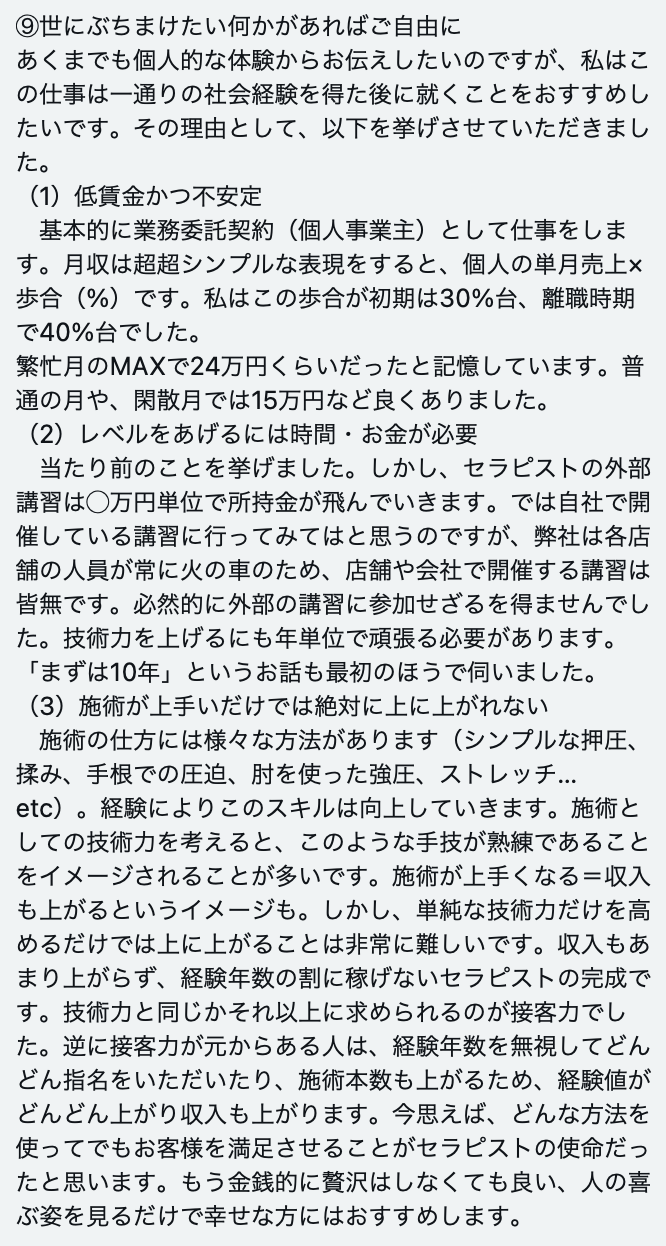 ⑨世にぶちまけたい何かがあればご自由に
あくまでも個人的な体験からお伝えしたいのですが、私はこ
の仕事は一通りの社会経験を得た後に就くことをおすすめし
たいです。その理由として、以下を挙げさせていただきまし
た。
（1）低賃金かつ不安定
　基本的に業務委託契約（個人事業主）として仕事をしま
す。月収は超超シンプルな表現をすると、個人の単月売上×
歩合（%）です。私はこの歩合が初期は30%台、離職時期
で40%台でした。
繁忙月のMAXで24万円くらいだったと記憶しています。普
通の月や、閑散月では15万円など良くありました。
（2）レベルをあげるには時間・お金が必要
　当たり前のことを挙げました。しかし、セラピストの外部
講習は◯万円単位で所持金が飛んでいきます。では自社で開
催している講習に行ってみてはと思うのですが、弊社は各店
舗の人員が常に火の車のため、店舗や会社で開催する講習は
皆無です。必然的に外部の講習に参加せざるを得ませんでし
た。技術力を上げるにも年単位で頑張る必要があります。
「まずは10年」というお話も最初のほうで伺いました。
（3）施術が上手いだけでは絶対に上に上がれない
　施術の仕方には様々な方法があります（シンプルな押圧、
揉み、手根での圧迫、肘を使った強圧、ストレッチ…
etc）。経験によりこのスキルは向上していきます。施術と
しての技術力を考えると、このような手技が熟練であること
をイメージされることが多いです。施術が上手くなる＝収入
も上がるというイメージも。しかし、単純な技術力だけを高
めるだけでは上に上がることは非常に難しいです。収入もあ
まり上がらず、経験年数の割に稼げないセラピストの完成で
す。技術力と同じかそれ以上に求められるのが接客力でし
た。逆に接客力が元からある人は、経験年数を無視してどん
どん指名をいただいたり、施術本数も上がるため、経験値が
どんどん上がり収入も上がります。今思えば、どんな方法を
使ってでもお客様を満足させることがセラピストの使命だっ
たと思います。もう金銭的に贅沢はしなくても良い、人の喜
ぶ姿を見るだけで幸せな方にはおすすめします。